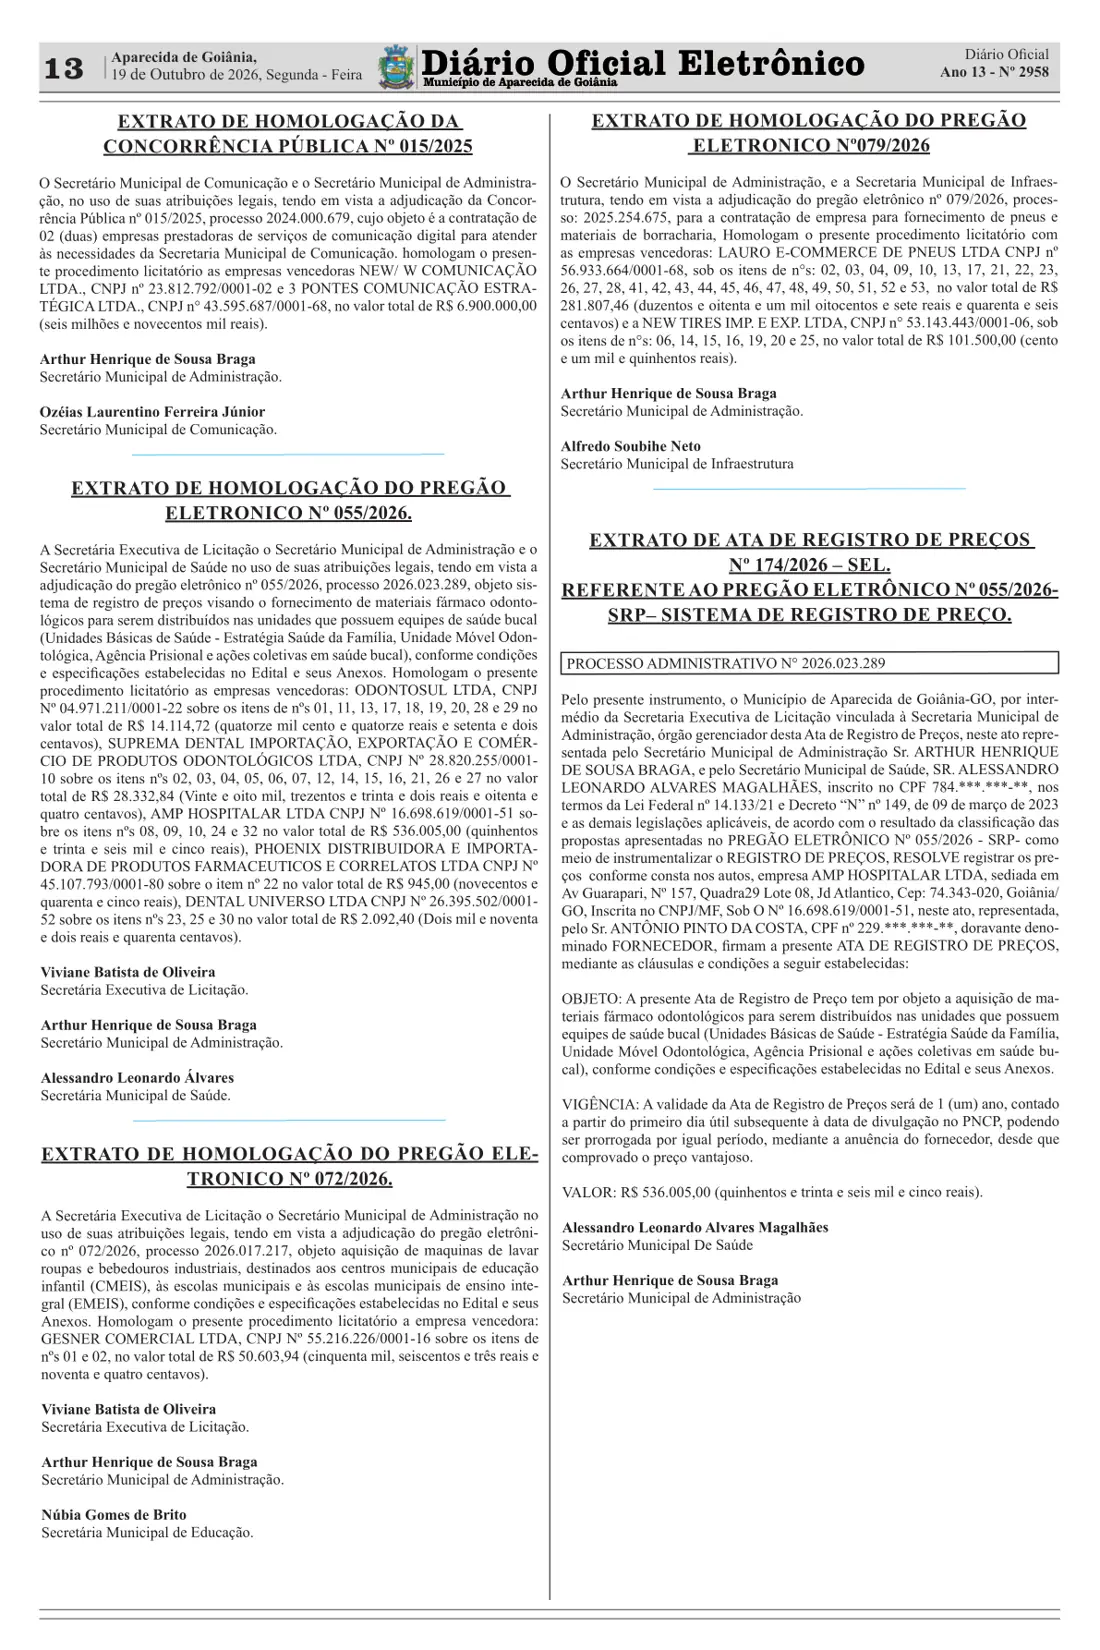 13
Aparecida de Goiânia,
19 de Outubro de 2026, Segunda - Feira
Diário Oficial Eletrônico
Município de Aparecida de Goiânia
Diário Oficial
Ano 13 - Nº 2958
EXTRATO DE HOMOLOGAÇÃO DA
CONCORRÊNCIA PÚBLICA Nº 015/2025
O Secretário Municipal de Comunicação e o Secretário Municipal de Administra-
ção, no uso de suas atribuições legais, tendo em vista a adjudicação da Concor-
rência Pública nº 015/2025, processo 2024.000.679, cujo objeto é a contratação de
02 (duas) empresas prestadoras de serviços de comunicação digital para atender
às necessidades da Secretaria Municipal de Comunicação. homologam o presen-
te procedimento licitatório as empresas vencedoras NEW/ W COMUNICAÇÃO
LTDA., CNPJ nº 23.812.792/0001-02 e 3 PONTES COMUNICAÇÃO ESTRA-
TÉGICA LTDA., CNPJ n° 43.595.687/0001-68, no valor total de R$ 6.900.000,00
(seis milhões e novecentos mil reais).
Arthur Henrique de Sousa Braga
Secretário Municipal de Administração.
Ozéias Laurentino Ferreira Júnior
Secretário Municipal de Comunicação.
EXTRATO DE HOMOLOGAÇÃO DO PREGÃO
ELETRONICO Nº 055/2026.
A Secretária Executiva de Licitação o Secretário Municipal de Administração e o
Secretário Municipal de Saúde no uso de suas atribuições legais, tendo em vista a
adjudicação do pregão eletrônico nº 055/2026, processo 2026.023.289, objeto sis-
tema de registro de preços visando o fornecimento de materiais fármaco odonto-
lógicos para serem distribuídos nas unidades que possuem equipes de saúde bucal
(Unidades Básicas de Saúde - Estratégia Saúde da Família, Unidade Móvel Odon-
tológica, Agência Prisional e ações coletivas em saúde bucal), conforme condições
e especificações estabelecidas no Edital e seus Anexos. Homologam o presente
procedimento licitatório as empresas vencedoras: ODONTOSUL LTDA, CNPJ
Nº 04.971.211/0001-22 sobre os itens de nºs 01, 11, 13, 17, 18, 19, 20, 28 e 29 no
valor total de R$ 14.114,72 (quatorze mil cento e quatorze reais e setenta e dois
centavos), SUPREMA DENTAL IMPORTAÇÃO, EXPORTAÇÃO E COMÉR-
CIO DE PRODUTOS ODONTOLÓGICOS LTDA, CNPJ Nº 28.820.255/0001-
10 sobre os itens nºs 02, 03, 04, 05, 06, 07, 12, 14, 15, 16, 21, 26 e 27 no valor
total de R$ 28.332,84 (Vinte e oito mil, trezentos e trinta e dois reais e oitenta e
quatro centavos), AMP HOSPITALAR LTDA CNPJ Nº 16.698.619/0001-51 so-
bre os itens nºs 08, 09, 10, 24 e 32 no valor total de R$ 536.005,00 (quinhentos
e trinta e seis mil e cinco reais), PHOENIX DISTRIBUIDORA E IMPORTA-
DORA DE PRODUTOS FARMACEUTICOS E CORRELATOS LTDA CNPJ Nº
45.107.793/0001-80 sobre o item nº 22 no valor total de R$ 945,00 (novecentos e
quarenta e cinco reais), DENTAL UNIVERSO LTDA CNPJ Nº 26.395.502/0001-
52 sobre os itens nºs 23, 25 e 30 no valor total de R$ 2.092,40 (Dois mil e noventa
e dois reais e quarenta centavos).
Viviane Batista de Oliveira
Secretária Executiva de Licitação.
Arthur Henrique de Sousa Braga
Secretário Municipal de Administração.
Alessandro Leonardo Álvares
Secretária Municipal de Saúde.
EXTRATO DE HOMOLOGAÇÃO DO PREGÃO ELE-
TRONICO Nº 072/2026.
A Secretária Executiva de Licitação o Secretário Municipal de Administração no
uso de suas atribuições legais, tendo em vista a adjudicação do pregão eletrôni-
co nº 072/2026, processo 2026.017.217, objeto aquisição de maquinas de lavar
roupas e bebedouros industriais, destinados aos centros municipais de educação
infantil (CMEIS), às escolas municipais e às escolas municipais de ensino inte-
gral (EMEIS), conforme condições e especificações estabelecidas no Edital e seus
Anexos. Homologam o presente procedimento licitatório a empresa vencedora:
GESNER COMERCIAL LTDA, CNPJ Nº 55.216.226/0001-16 sobre os itens de
nºs 01 e 02, no valor total de R$ 50.603,94 (cinquenta mil, seiscentos e três reais e
noventa e quatro centavos).
Viviane Batista de Oliveira
Secretária Executiva de Licitação.
Arthur Henrique de Sousa Braga
Secretário Municipal de Administração.
Núbia Gomes de Brito
Secretária Municipal de Educação.
EXTRATO DE HOMOLOGAÇÃO DO PREGÃO
ELETRONICO Nº079/2026
O Secretário Municipal de Administração, e a Secretaria Municipal de Infraes-
trutura, tendo em vista a adjudicação do pregão eletrônico nº 079/2026, proces-
so: 2025.254.675, para a contratação de empresa para fornecimento de pneus e
materiais de borracharia, Homologam o presente procedimento licitatório com
as empresas vencedoras: LAURO E-COMMERCE DE PNEUS LTDA CNPJ nº
56.933.664/0001-68, sob os itens de n°s: 02, 03, 04, 09, 10, 13, 17, 21, 22, 23,
26, 27, 28, 41, 42, 43, 44, 45, 46, 47, 48, 49, 50, 51, 52 e 53, no valor total de R$
281.807,46 (duzentos e oitenta e um mil oitocentos e sete reais e quarenta e seis
centavos) e a NEW TIRES IMP. E EXP. LTDA, CNPJ n° 53.143.443/0001-06, sob
os itens de n°s: 06, 14, 15, 16, 19, 20 e 25, no valor total de R$ 101.500,00 (cento
e um mil e quinhentos reais).
Arthur Henrique de Sousa Braga
Secretário Municipal de Administração.
Alfredo Soubihe Neto
Secretário Municipal de Infraestrutura
EXTRATO DE ATA DE REGISTRO DE PREÇOS
Nº 174/2026 – SEL.
REFERENTE AO PREGÃO ELETRÔNICO Nº 055/2026-
SRP– SISTEMA DE REGISTRO DE PREÇO.
PROCESSO ADMINISTRATIVO N° 2026.023.289
Pelo presente instrumento, o Município de Aparecida de Goiânia-GO, por inter-
médio da Secretaria Executiva de Licitação vinculada à Secretaria Municipal de
Administração, órgão gerenciador desta Ata de Registro de Preços, neste ato repre-
sentada pelo Secretário Municipal de Administração Sr. ARTHUR HENRIQUE
DE SOUSA BRAGA, e pelo Secretário Municipal de Saúde, SR. ALESSANDRO
LEONARDO ALVARES MAGALHÃES, inscrito no CPF 784.***.***-**, nos
termos da Lei Federal nº 14.133/21 e Decreto “N” nº 149, de 09 de março de 2023
e as demais legislações aplicáveis, de acordo com o resultado da classificação das
propostas apresentadas no PREGÃO ELETRÔNICO Nº 055/2026 - SRP- como
meio de instrumentalizar o REGISTRO DE PREÇOS, RESOLVE registrar os pre-
ços conforme consta nos autos, empresa AMP HOSPITALAR LTDA, sediada em
Av Guarapari, Nº 157, Quadra29 Lote 08, Jd Atlantico, Cep: 74.343-020, Goiânia/
GO, Inscrita no CNPJ/MF, Sob O Nº 16.698.619/0001-51, neste ato, representada,
pelo Sr. ANTÔNIO PINTO DA COSTA, CPF nº 229.***.***-**, doravante deno-
minado FORNECEDOR, firmam a presente ATA DE REGISTRO DE PREÇOS,
mediante as cláusulas e condições a seguir estabelecidas:
OBJETO: A presente Ata de Registro de Preço tem por objeto a aquisição de ma-
teriais fármaco odontológicos para serem distribuídos nas unidades que possuem
equipes de saúde bucal (Unidades Básicas de Saúde - Estratégia Saúde da Família,
Unidade Móvel Odontológica, Agência Prisional e ações coletivas em saúde bu-
cal), conforme condições e especificações estabelecidas no Edital e seus Anexos.
VIGÊNCIA: A validade da Ata de Registro de Preços será de 1 (um) ano, contado
a partir do primeiro dia útil subsequente à data de divulgação no PNCP, podendo
ser prorrogada por igual período, mediante a anuência do fornecedor, desde que
comprovado o preço vantajoso.
VALOR: R$ 536.005,00 (quinhentos e trinta e seis mil e cinco reais).
Alessandro Leonardo Alvares Magalhães
Secretário Municipal De Saúde
Arthur Henrique de Sousa Braga
Secretário Municipal de Administração